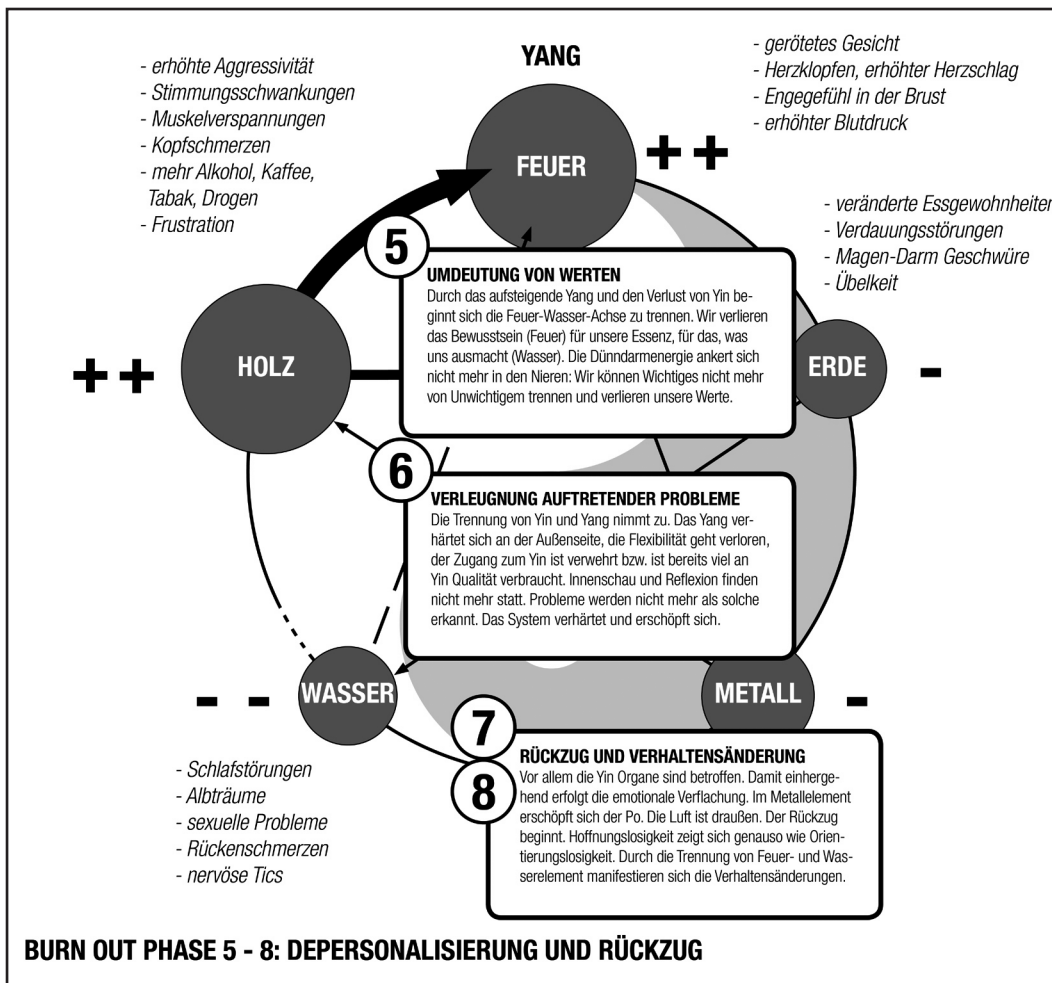 YANG
- erhöhte Aggressivität
- Stimmungsschwankungen
- Muskelverspannungen
- Kopfschmerzen
- mehr Alkohol, Kaffee,
Tabak, Drogen
- Frustration
- gerötetes Gesicht
- Herzklopfen, erhöhter Herzschlag
- Engegefühl in der Brust
- erhöhter Blutdruck
FEUER
++
- veränderte Essgewohnheiten
- Verdauungsstörungen
- Magen-Darm Geschwüre
- Übelkeit
5
UMDEUTUNG VON WERTEN
Durch das aufsteigende Yang und den Verlust von Yin be-
ginnt sich die Feuer-Wasser-Achse zu trennen. Wir verlieren
das Bewusstsein (Feuer) für unsere Essenz, für das, was
uns ausmacht (Wasser). Die Dünndarmenergie ankert sich
nicht mehr in den Nieren: Wir können Wichtiges nicht mehr
von Unwichtigem trennen und verlieren unsere Werte.
++
HOLZ
ERDE
-
6
VERLEUGNUNG AUFTRETENDER PROBLEME
Die Trennung von Yin und Yang nimmt zu. Das Yang ver-
härtet sich an der Außenseite, die Flexibilität geht verloren,
der Zugang zum Yin ist verwehrt bzw. ist bereits viel an
Yin Qualität verbraucht. Innenschau und Reflexion finden
nicht mehr statt. Probleme werden nicht mehr als solche
erkannt. Das System verhärtet und erschöpft sich.
- -
WASSER
METALL
-
- Schlafstörungen
- Albträume
- sexuelle Probleme
- Rückenschmerzen
- nervöse Tics
7
8
RÜCKZUG UND VERHALTENSÄNDERUNG
Vor allem die Yin Organe sind betroffen. Damit einherge-
hend erfolgt die emotionale Verflachung. Im Metallelement
erschöpft sich der Po. Die Luft ist draußen. Der Rückzug
beginnt. Hoffnungslosigkeit zeigt sich genauso wie Orien-
tierungslosigkeit. Durch die Trennung von Feuer- und Was-
serelement manifestieren sich die Verhaltensänderungen.
BURN OUT PHASE 5 - 8: DEPERSONALISIERUNG UND RÜCKZUG